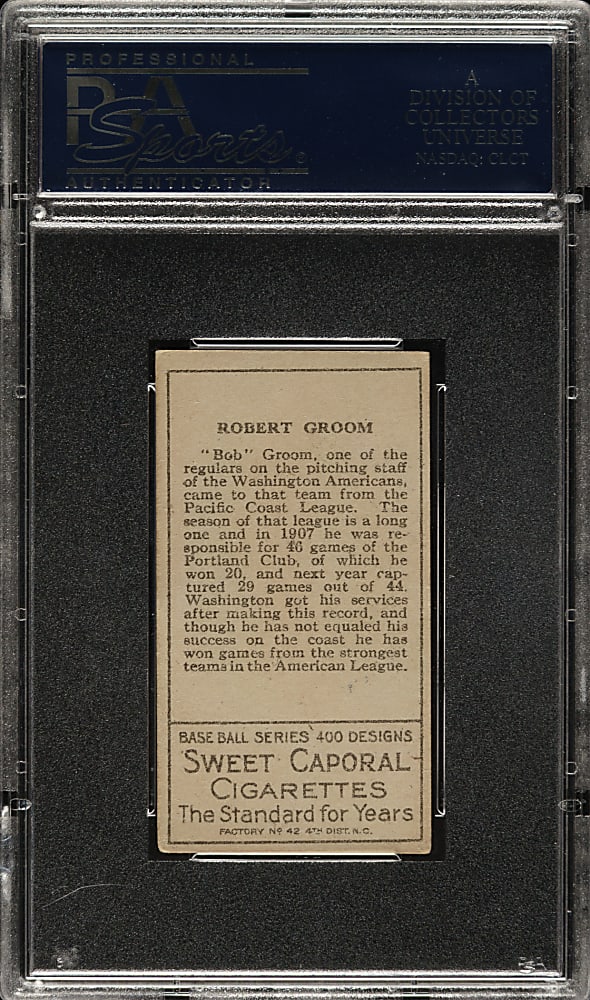 PROFESSIONAL
PSA
Sports
AUTHENTICATOR
®
A
DIVISION OF
COLLECTORS
UNIVERSE
NASDAQ: CLCT
ROBERT GROOM
"Bob" Groom, one of the
regulars on the pitching staff
of the Washington Americans,
came to that team from the
Pacific Coast League. The
season of that league is a long
one and in 1907 he was re-
sponsible for 46 games of the
Portland Club, of which he
won 20, and next year cap-
tured 29 games out of 44.
Washington got his services
after making this record, and
though he has not equaled his
success on the coast he has
won games from the strongest
teams in the American League.
BASE BALL SERIES 400 DESIGNS
SWEET CAPORAL
CIGARETTES
The Standard for Years
FACTORY Nº 42 4TH DIST. N.C.
PSA